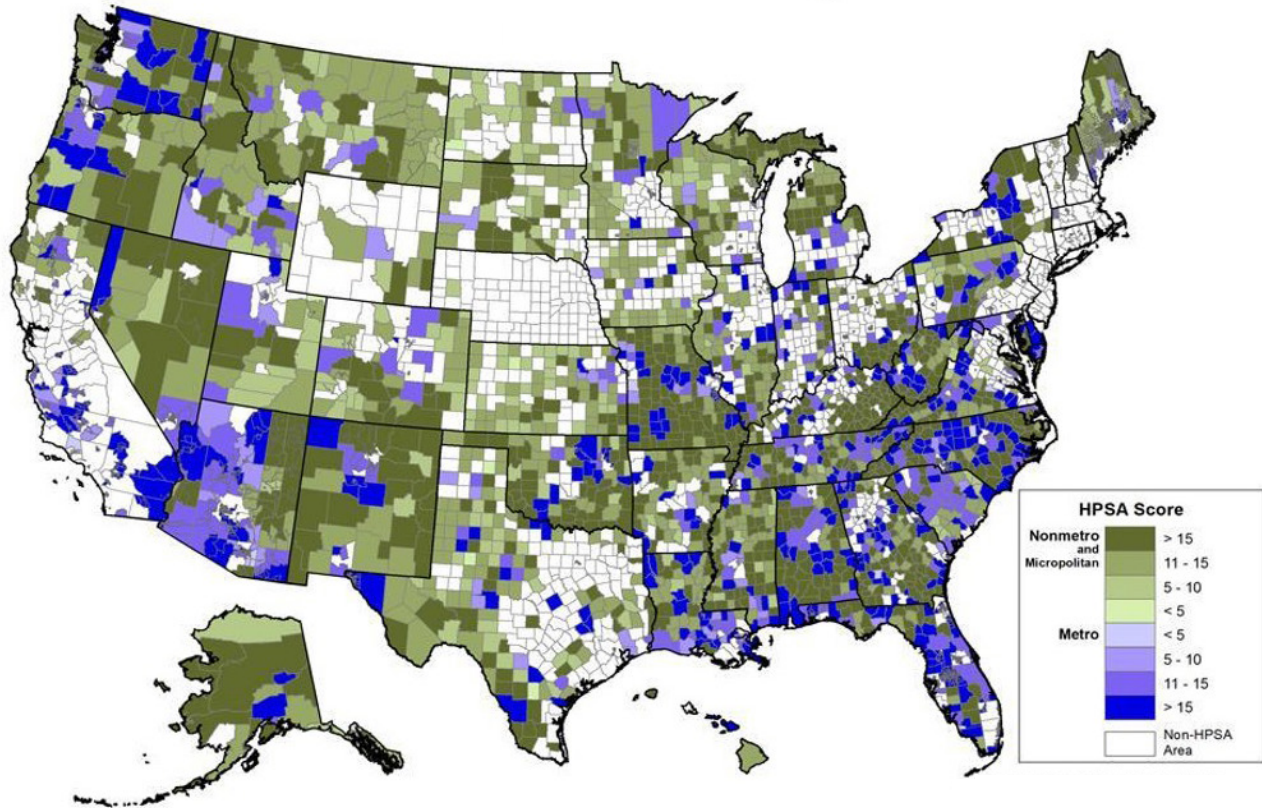 HPSA Score
Nonmetro
and
Micropolitan
> 15
11 - 15
5 - 10
< 5
Metro
< 5
5 - 10
11 - 15
> 15
Non-HPSA
Area